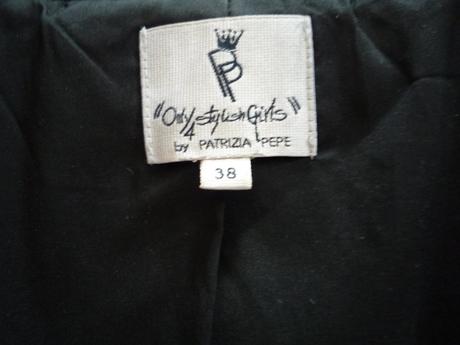 PP
"Only 4 stylish Girls"
by PATRIZIA PEPE
38